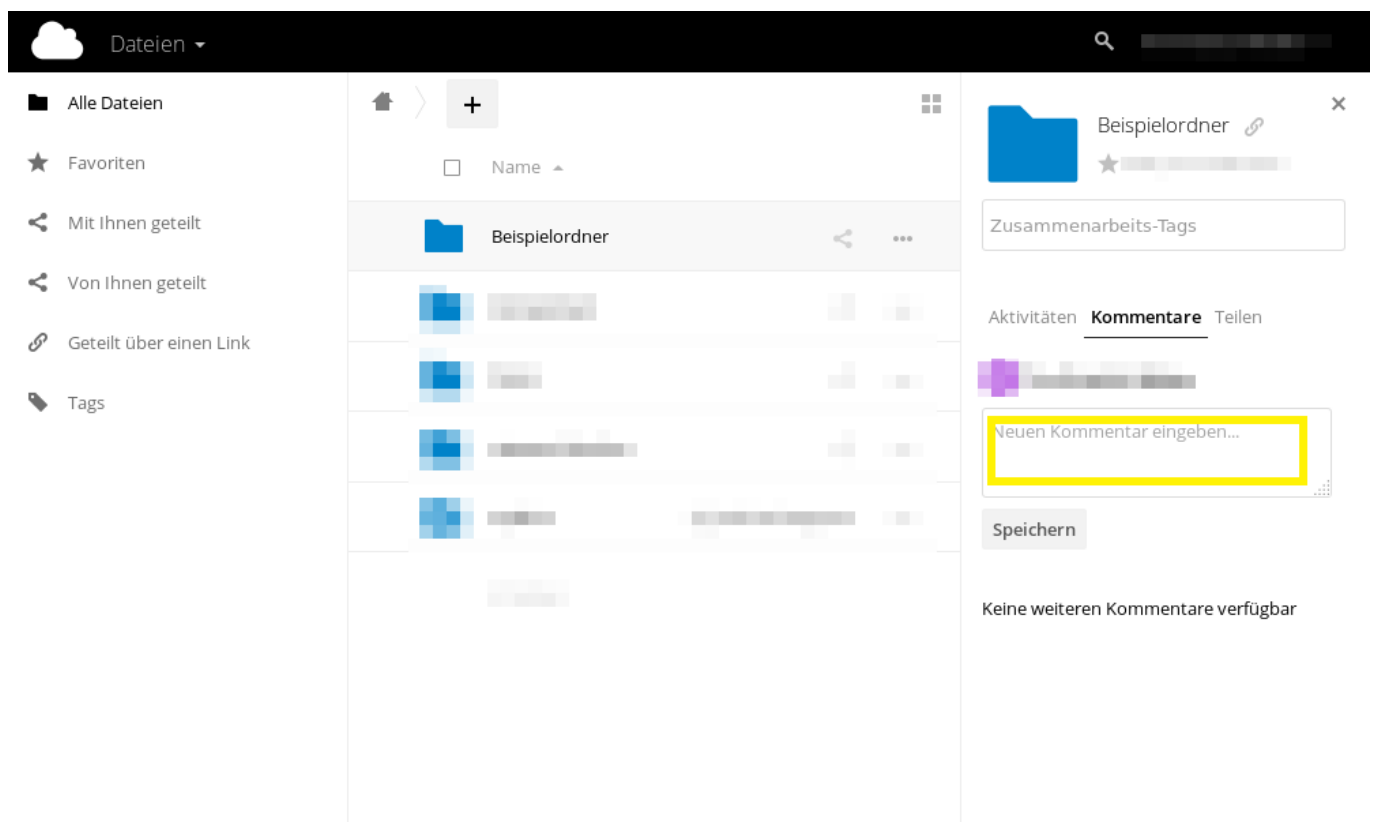 Dateien
Alle Dateien
Favoriten
Mit Ihnen geteilt
Von Ihnen geteilt
Geteilt über einen Link
Tags
Name
Beispielordner
Beispielordner
Zusammenarbeits-Tags
Aktivitäten Kommentare Teilen
Neuen Kommentar eingeben...
Speichern
Keine weiteren Kommentare verfügbar